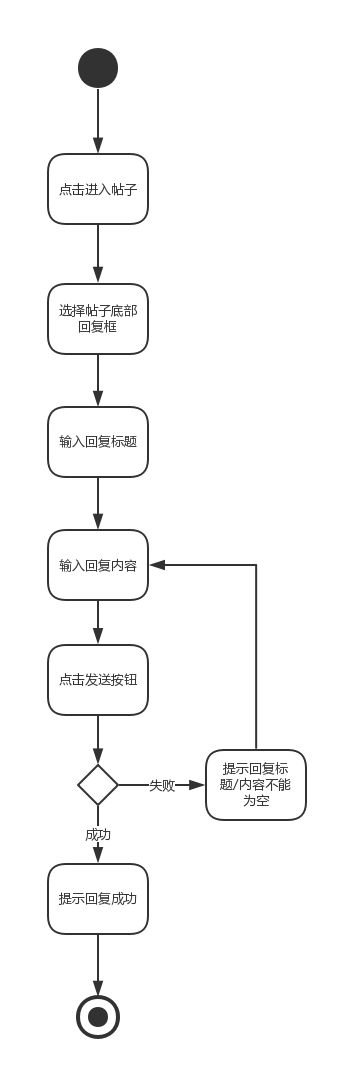 点击进入帖子
选择帖子底部
回复框
输入回复标题
输入回复内容
点击发送按钮
失败
提示回复标
题/内容不能
为空
成功
提示回复成功